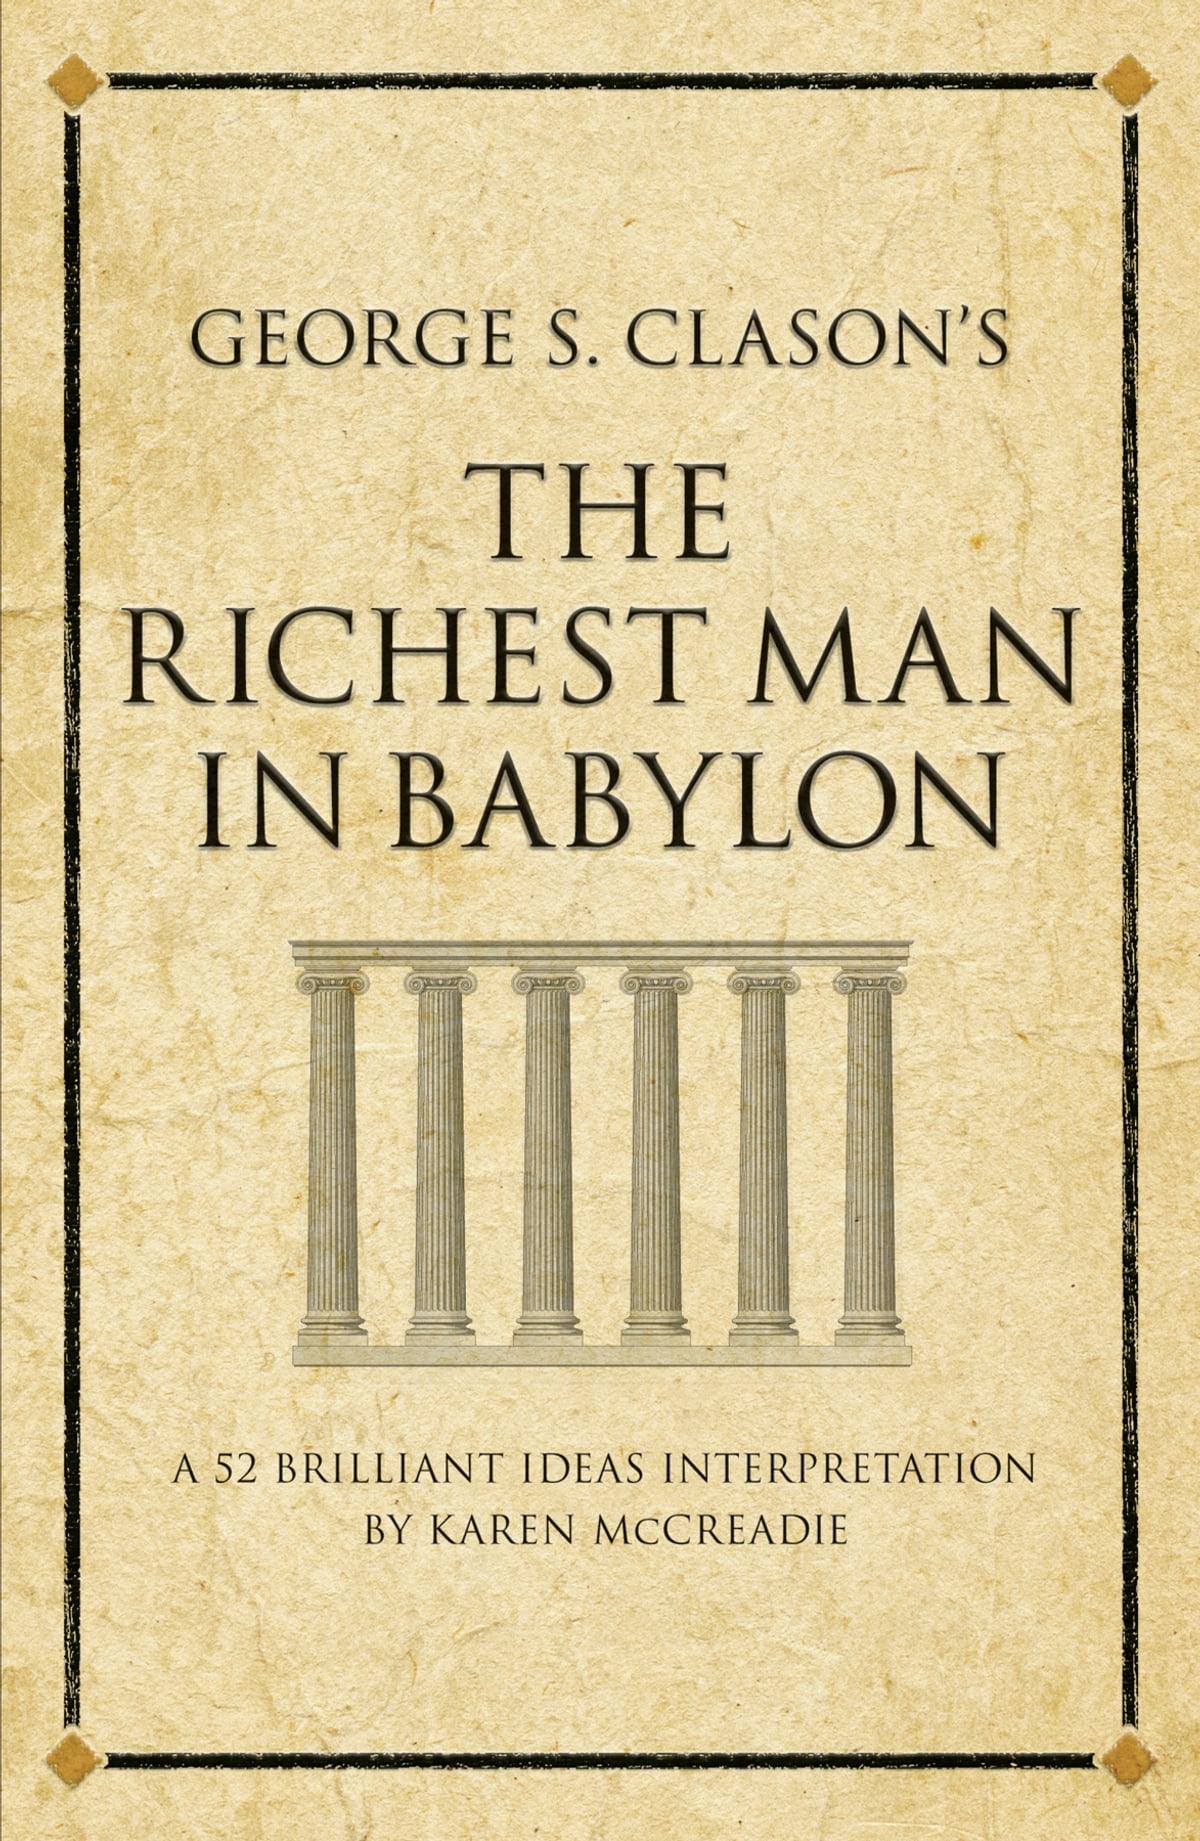 GEORGE S. CLASON'S
THE
RICHEST MAN
IN BABYLON
A 52 BRILLIANT IDEAS INTERPRETATION
BY KAREN McCREADIE